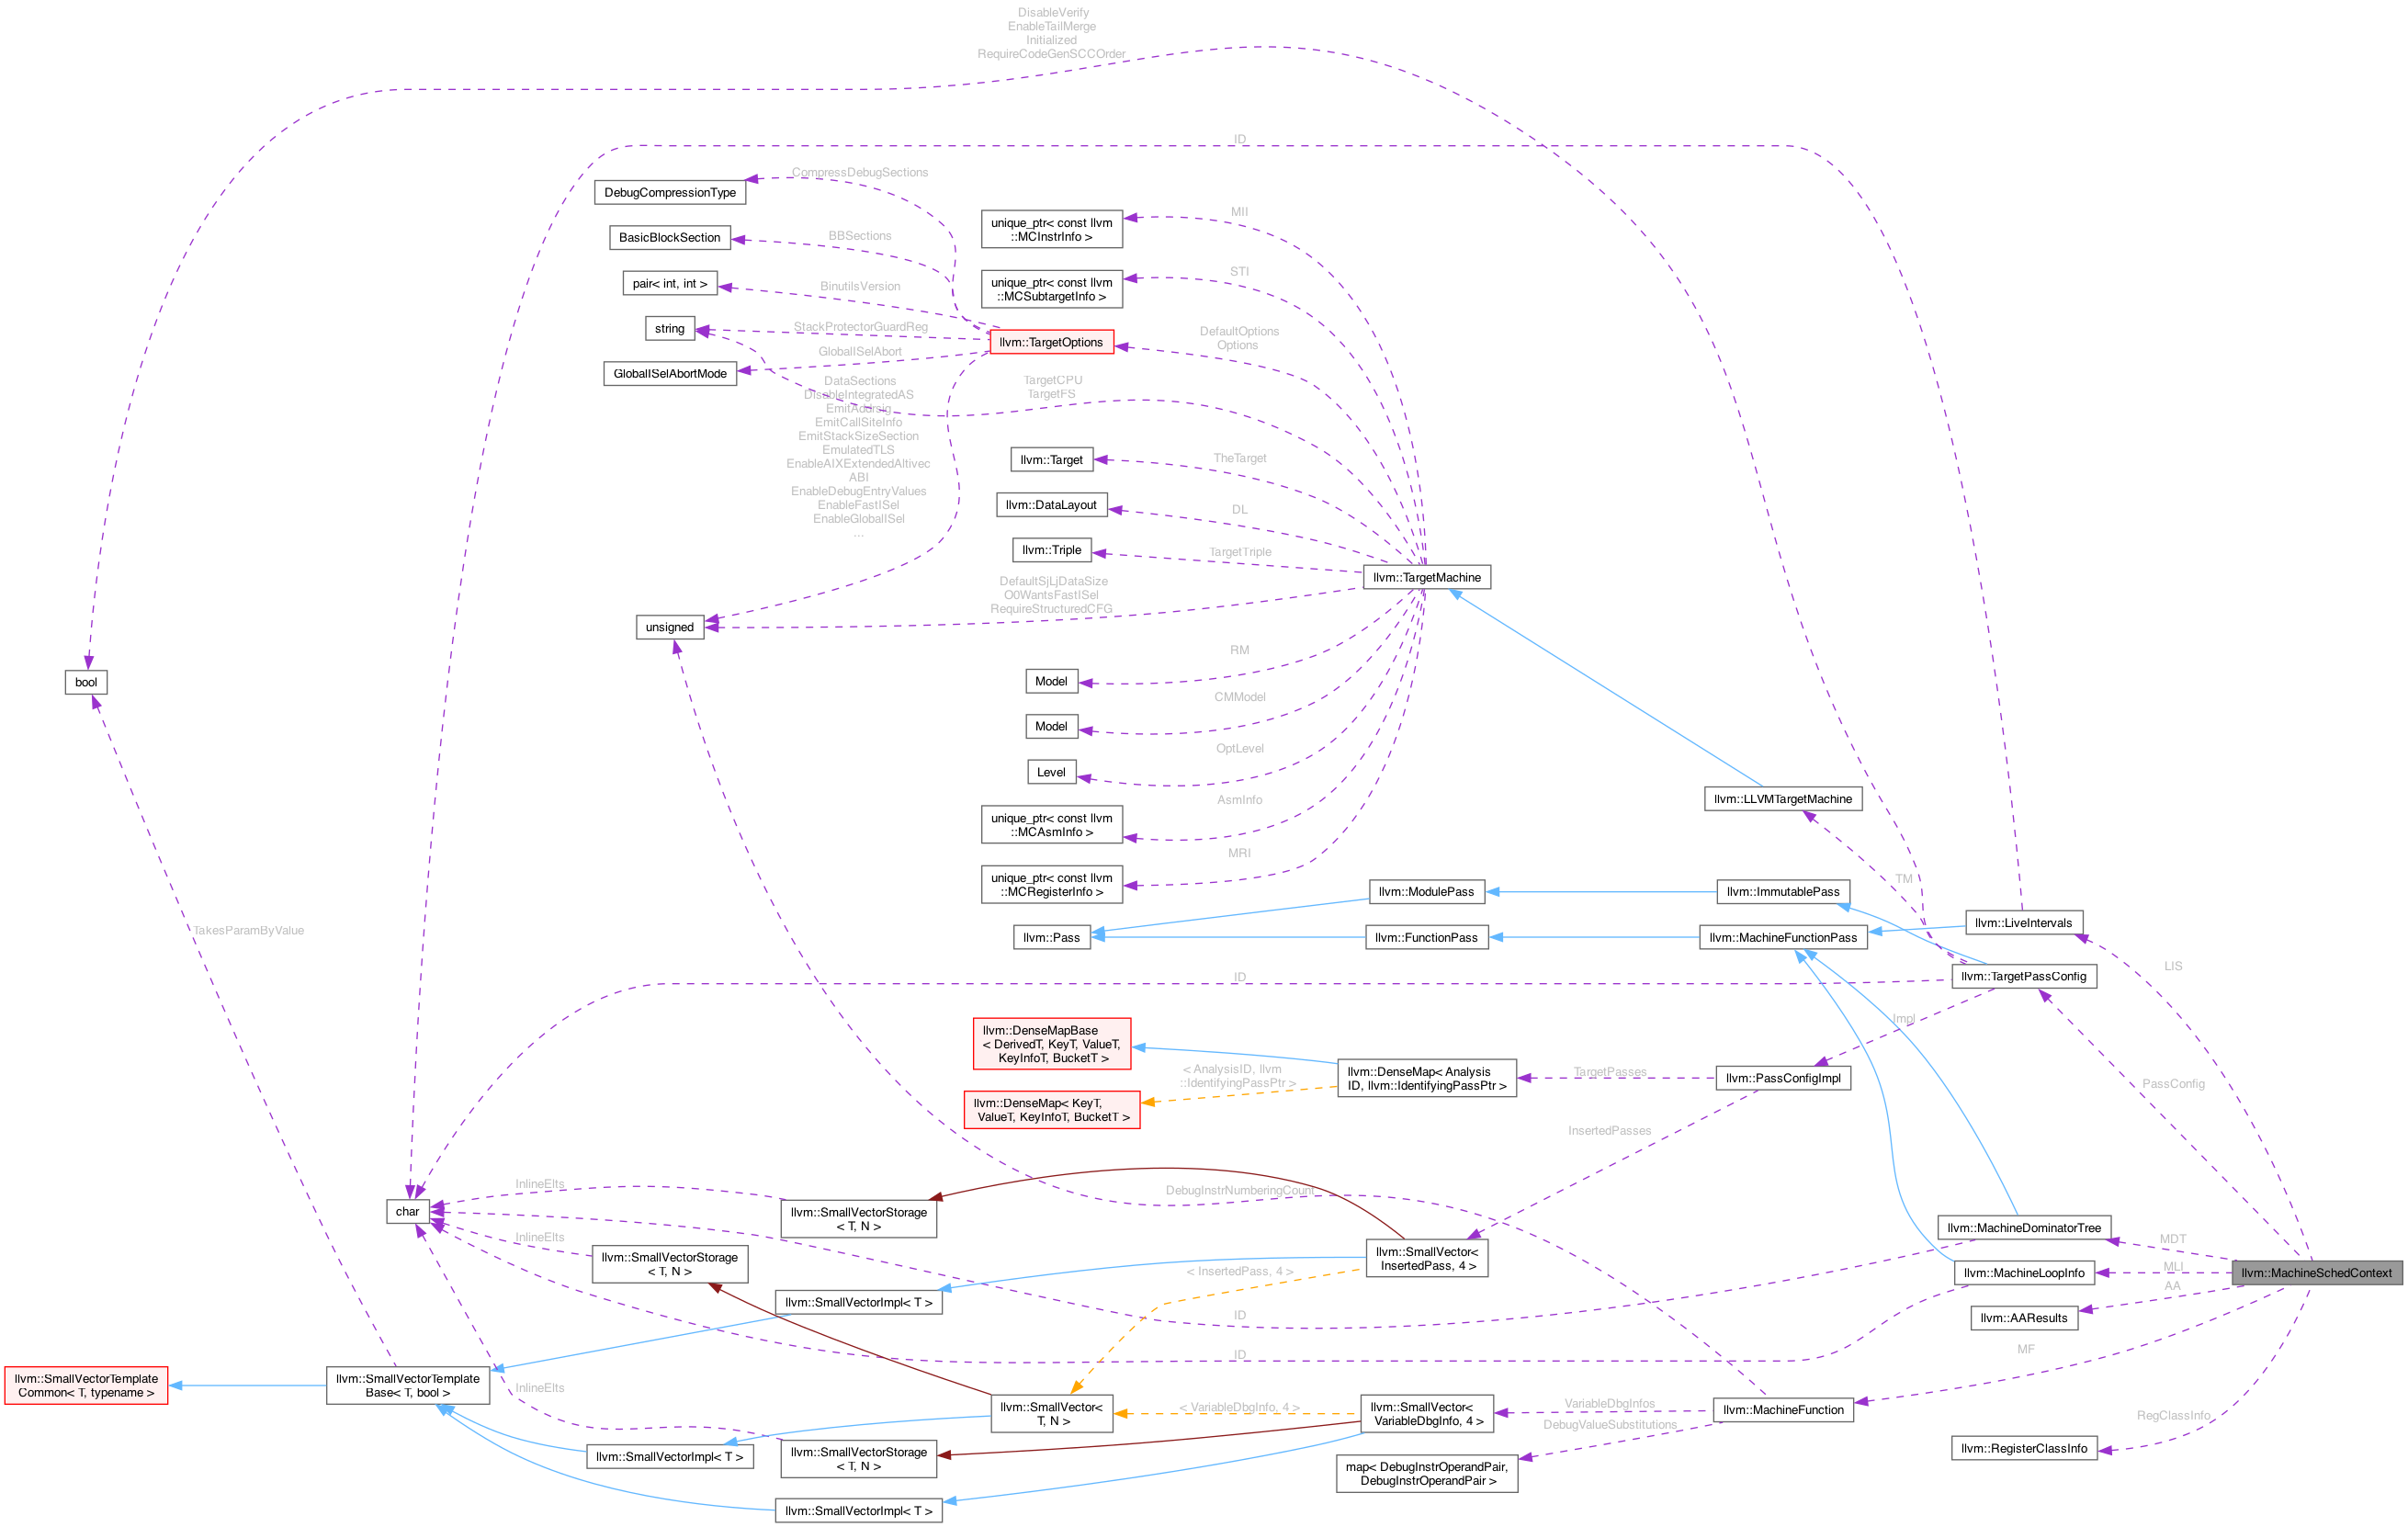 DisableVerify
EnableTailMerge
Initialized
RequireCodeGenSCCOrder
ID
CompressDebugSections
DebugCompressionType
MII
unique_ptr< const llvm
::MCInstrInfo >
BBSections
BasicBlockSection
STI
unique_ptr< const llvm
::MCSubtargetInfo >
BinutilsVersion
pair< int, int >
StackProtectorGuardReg
string
DefaultOptions
Options
llvm::TargetOptions
GlobalISelAbort
GlobalISelAbortMode
TargetCPU
TargetFS
DataSections
DisableIntegratedAS
EmitAddrsig
EmitCallSiteInfo
EmitStackSizeSection
EmulatedTLS
EnableAIXExtendedAltivec
ABI
EnableDebugEntryValues
EnableFastISel
EnableGlobalISel
...
TheTarget
llvm::Target
DL
llvm::DataLayout
TargetTriple
llvm::Triple
llvm::TargetMachine
DefaultSjLjDataSize
O0WantsFastISel
RequireStructuredCFG
unsigned
RM
Model
bool
CMModel
Model
OptLevel
Level
AsmInfo
unique_ptr< const llvm
::MCAsmInfo >
llvm::LLVMTargetMachine
MRI
unique_ptr< const llvm
::MCRegisterInfo >
TM
llvm::ModulePass
llvm::ImmutablePass
TakesParamByValue
llvm::Pass
llvm::FunctionPass
llvm::MachineFunctionPass
llvm::LiveIntervals
LIS
ID
llvm::TargetPassConfig
Impl
llvm::DenseMapBase
< DerivedT, KeyT, ValueT,
KeyInfoT, BucketT >
< AnalysisID, llvm
::IdentifyingPassPtr >
llvm::DenseMap< Analysis
ID, llvm::IdentifyingPassPtr >
TargetPasses
llvm::PassConfigImpl
PassConfig
llvm::DenseMap< KeyT,
ValueT, KeyInfoT, BucketT >
InsertedPasses
InlineElts
char
llvm::SmallVectorStorage
< T, N >
DebugInstrNumberingCount
llvm::MachineDominatorTree
MDT
InlineElts
llvm::SmallVectorStorage
< T, N >
llvm::SmallVector<
InsertedPass, 4 >
< InsertedPass, 4 >
llvm::MachineLoopInfo
MLI
llvm::MachineSchedContext
AA
llvm::SmallVectorImpl< T >
ID
llvm::AAResults
ID
MF
llvm::SmallVectorTemplate
Common< T, typename >
llvm::SmallVectorTemplate
Base< T, bool >
InlineElts
llvm::SmallVector<
T, N >
< VariableDbgInfo, 4 >
llvm::SmallVector<
VariableDbgInfo, 4 >
VariableDbgInfos
llvm::MachineFunction
RegClassInfo
DebugValueSubstitutions
llvm::SmallVectorImpl< T >
llvm::SmallVectorStorage
< T, N >
map< DebugInstrOperandPair,
DebugInstrOperandPair >
llvm::RegisterClassInfo
llvm::SmallVectorImpl< T >